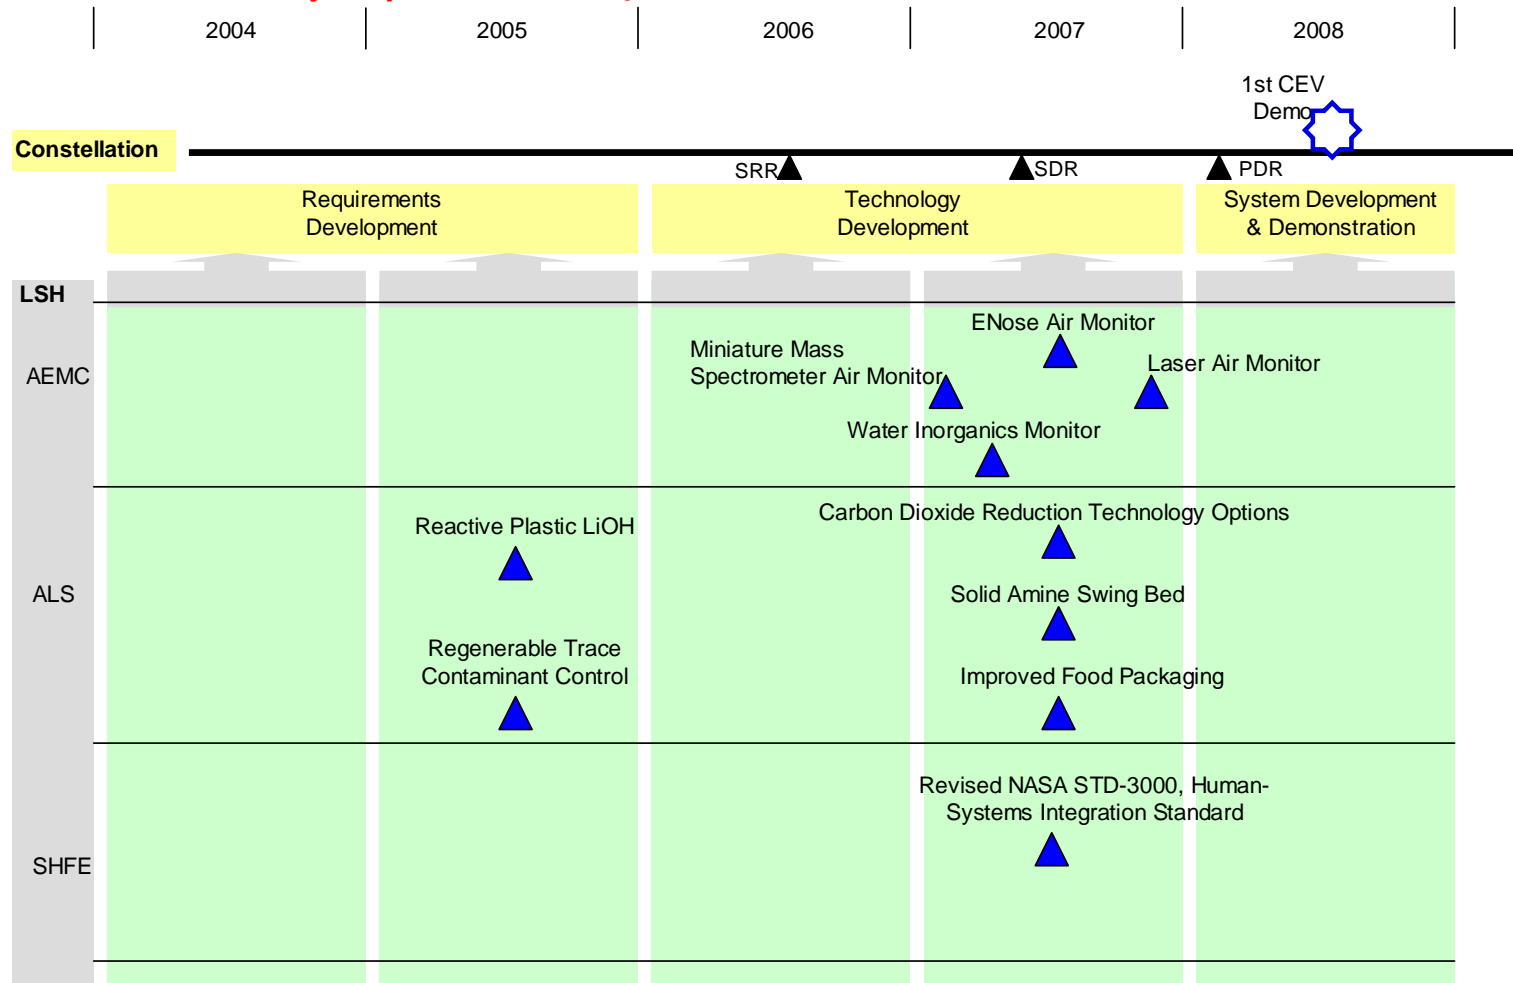 2004
2005
2006
2007
2008
1st CEV
Demo
Constellation
SRR
SDR
PDR
Requirements
Development
Technology
Development
System Development
& Demonstration
LSH
ENose Air Monitor
Miniature Mass
Spectrometer Air Monitor
Laser Air Monitor
AEMC
Water Inorganics Monitor
Carbon Dioxide Reduction Technology Options
Reactive Plastic LiOH
ALS
Solid Amine Swing Bed
Regenerable Trace
Contaminant Control
Improved Food Packaging
Revised NASA STD-3000, Human-
Systems Integration Standard
SHFE